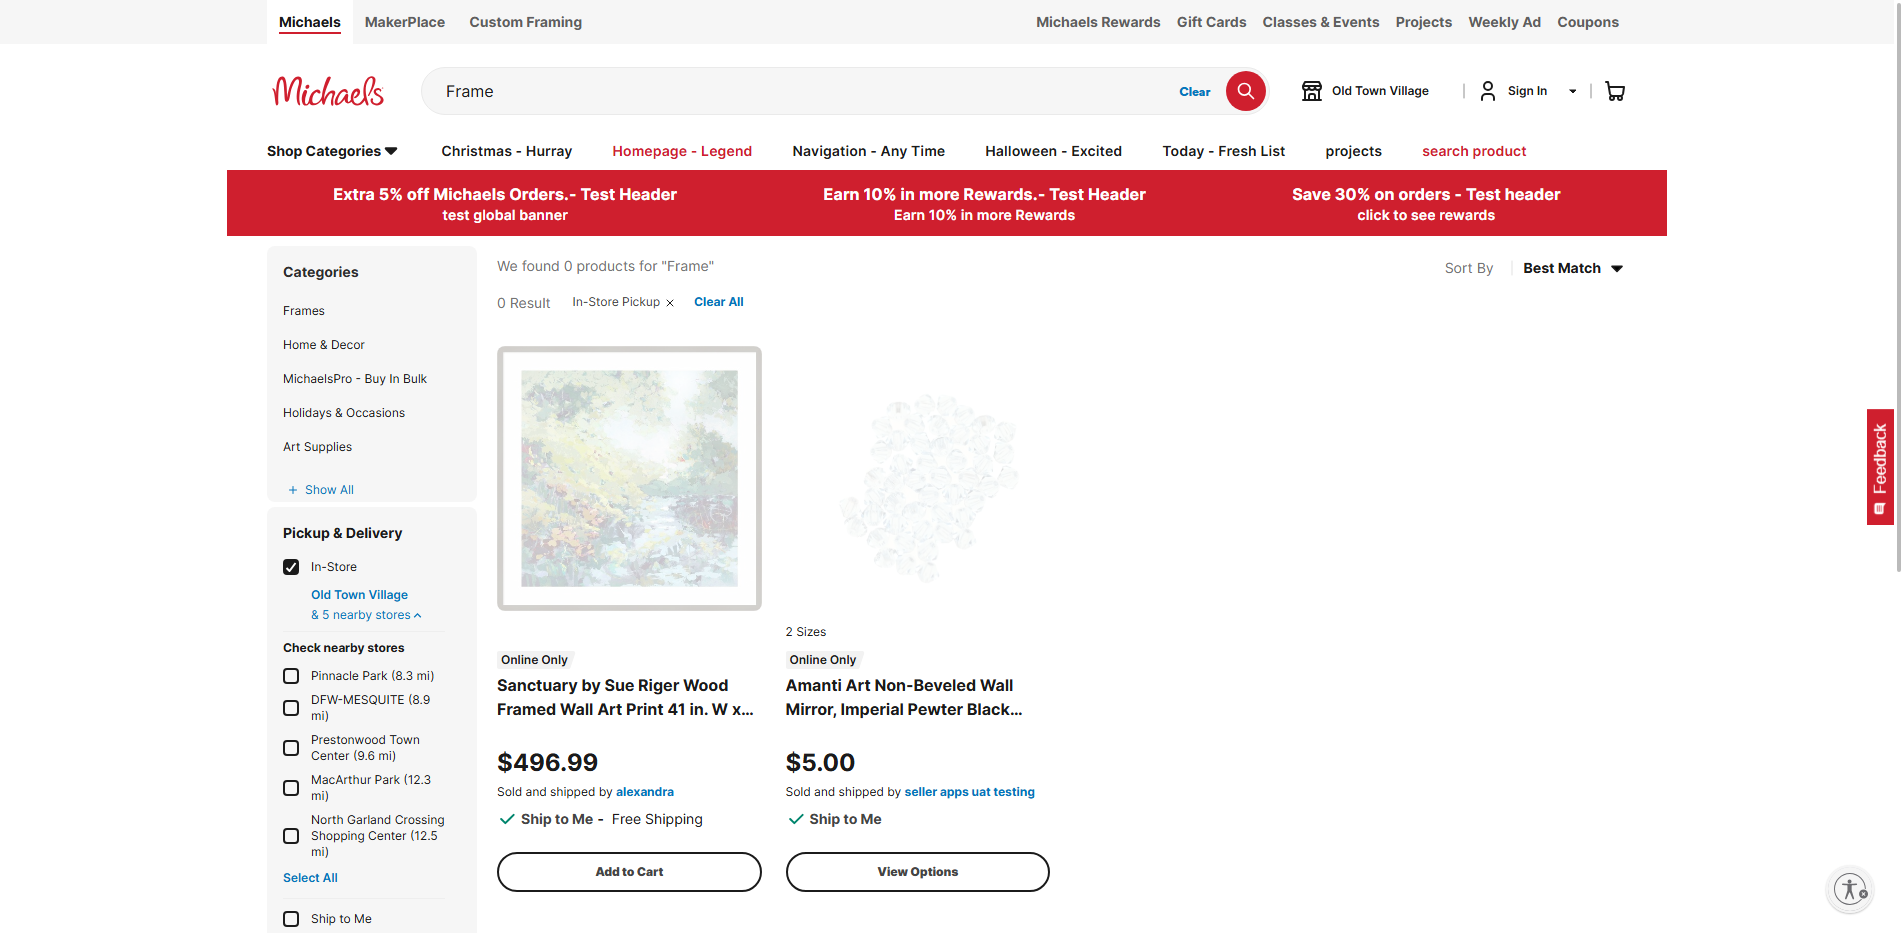 Michaels MakerPlace Custom Framing Michaels Rewards Gift Cards Classes & Events Projects Weekly Ad Coupons
Michaels Frame Clear Old Town Village Sign In
Shop Categories Christmas - Hurray Homepage - Legend Navigation - Any Time Halloween - Excited Today - Fresh List projects search product
Extra 5% off Michaels Orders.- Test Header
test global banner
Earn 10% in more Rewards.- Test Header
Earn 10% in more Rewards
Save 30% on orders - Test header
click to see rewards
Categories
Frames
Home & Decor
MichaelsPro - Buy In Bulk
Holidays & Occasions
Art Supplies
+ Show All
Pickup & Delivery
In-Store
Old Town Village
& 5 nearby stores
Check nearby stores
Pinnacle Park (8.3 mi)
DFW-MESQUITE (8.9
mi)
Prestonwood Town
Center (9.6 mi)
MacArthur Park (12.3
mi)
North Garland Crossing
Shopping Center (12.5
mi)
Select All
Ship to Me
We found 0 products for "Frame"
Sort By Best Match
0 Result In-Store Pickup × Clear All
Online Only
Sanctuary by Sue Riger Wood
Framed Wall Art Print 41 in. W x...
$496.99
Sold and shipped by alexandra
Ship to Me - Free Shipping
Add to Cart
2 Sizes
Online Only
Amanti Art Non-Beveled Wall
Mirror, Imperial Pewter Black...
$5.00
Sold and shipped by seller apps uat testing
Ship to Me
View Options
Feedback